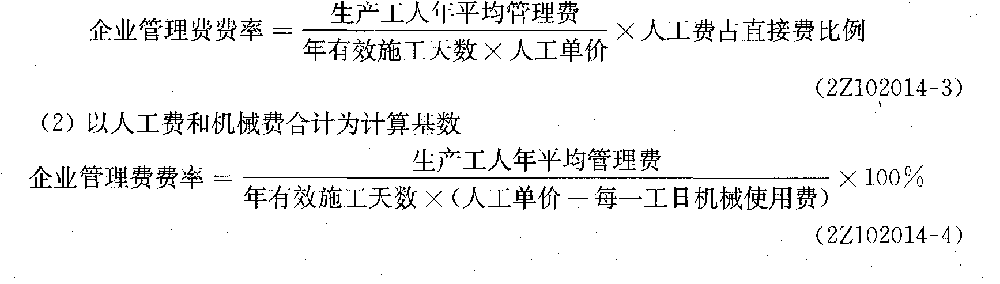 企业管理费费率 = 生产工人年平均管理费 / 年有效施工天数 × 人工单价 × 人工费占直接费比例
(2Z102014-3)
(2) 以人工费和机械费合计为计算基数
企业管理费费率 = 生产工人年平均管理费 / 年有效施工天数 × (人工单价 + 每一工日机械使用费) × 100%
(2Z102014-4)